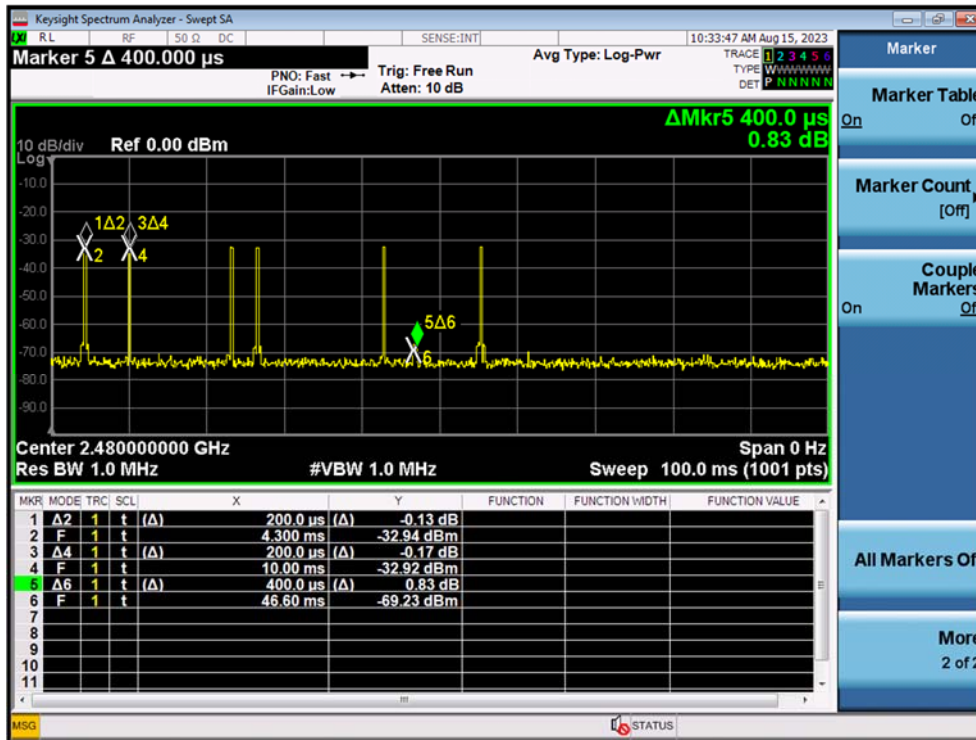 Keysight Spectrum Analyzer - Swept SA
LXI RL RF 50 Ω DC SENSE:INT 10:33:47 AM Aug 15, 2023
Marker 5 Δ 400.000 µs
PNO: Fast
IFGain:Low
Trig: Free Run
Atten: 10 dB
Avg Type: Log-Pwr
TRACE 1 2 3 4 5 6
TYPE W W W W W W
DET P N N N N N
ΔMkr5 400.0 µs
0.83 dB
10 dB/div
Log
Ref 0.00 dBm
-10.0
-20.0
-30.0
-40.0
-50.0
-60.0
-70.0
-80.0
-90.0
1Δ2 3Δ4
2 4
5Δ6
6
Center 2.480000000 GHz Span 0 Hz
Res BW 1.0 MHz #VBW 1.0 MHz Sweep 100.0 ms (1001 pts)
MKR MODE TRC SCL X Y FUNCTION FUNCTION WIDTH FUNCTION VALUE
1 Δ2 1 t (Δ) 200.0 µs (Δ) -0.13 dB
2 F 1 t 4.300 ms -32.94 dBm
3 Δ4 1 t (Δ) 200.0 µs (Δ) -0.17 dB
4 F 1 t 10.00 ms -32.92 dBm
5 Δ6 1 t (Δ) 400.0 µs (Δ) 0.83 dB
6 F 1 t 46.60 ms -69.23 dBm
7
8
9
10
11
MSG STATUS
Marker
Marker Table
On Of
Marker Count
[Off]
Couple
Markers
On Of
All Markers Of
More
2 of 2